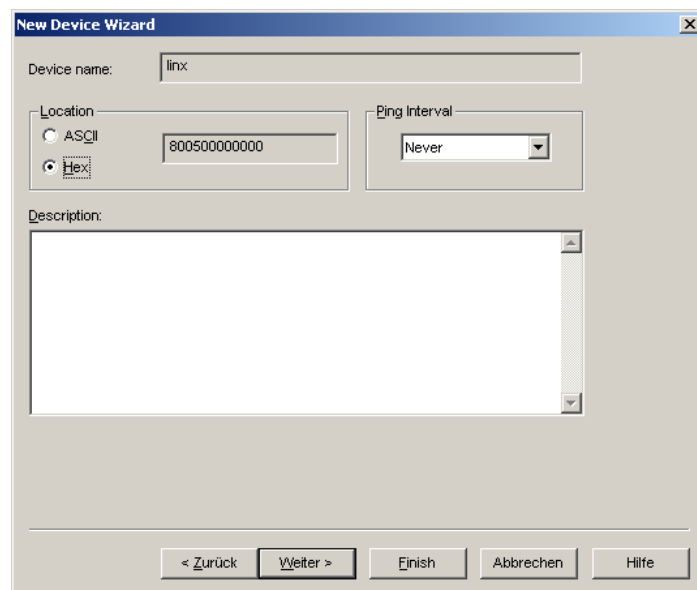 New Device Wizard
Device name: linx
Location
ASCII
Hex
800500000000
Ping Interval
Never
Description:
< Zurück Weiter > Finish Abbrechen Hilfe